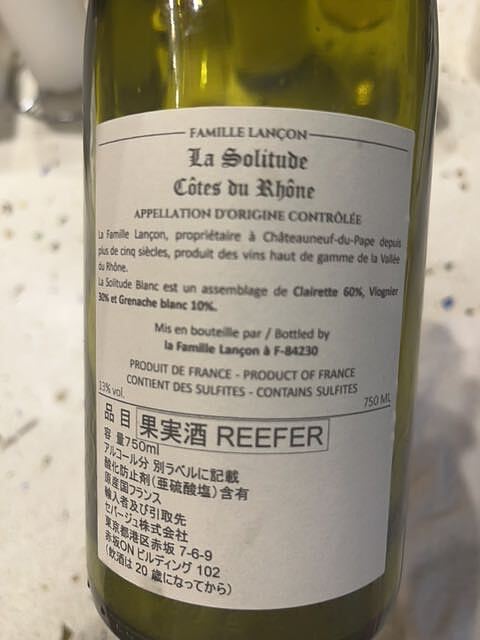 FAMILLE LANÇON
La Solitude
Côtes du Rhône
APPELLATION D'ORIGINE CONTRÔLÉE
La Famille Lançon, propriétaire à Châteauneuf-du-Pape depuis
plus de cinq siècles, produit des vins haut de gamme de la Vallée
du Rhône.
La Solitude Blanc est un assemblage de Clairette 60%, Viognier
30% et Grenache blanc 10%.
Mis en bouteille par / Bottled by
la Famille Lançon à F-84230
PRODUIT DE FRANCE - PRODUCT OF FRANCE
CONTIENT DES SULFITES - CONTAINS SULFITES
13% vol. 750 ML
品 目 果実酒 REEFER
容 量750ml
アルコール分 別ラベルに記載
酸化防止剤(亜硫酸塩)含有
原産国フランス
輸入者及び引取先
セパージュ株式会社
東京都港区赤坂 7-6-9
赤坂ON ビルディング 102
(飲酒は 20 歳になってから)